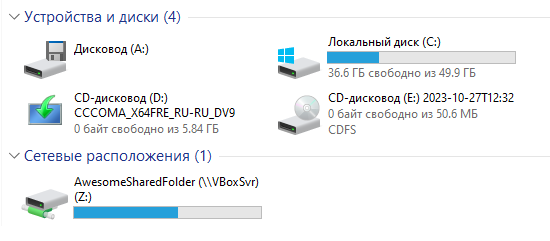 Устройства и диски (4)
Дисковод (A:)
Локальный диск (C:)
36.6 ГБ свободно из 49.9 ГБ
CD-дисковод (D:)
CCCOMA_X64FRE_RU-RU_DV9
0 байт свободно из 5.84 ГБ
CD-дисковод (E:) 2023-10-27T12:32
0 байт свободно из 50.6 МБ
CDFS
Сетевые расположения (1)
AwesomeSharedFolder (\\VBoxSvr)
(Z:)